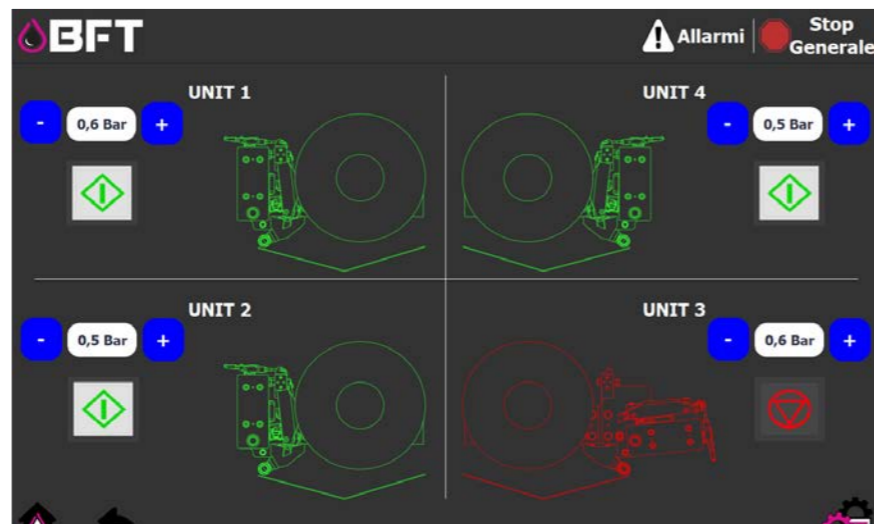 BFT
Allarmi
Stop
Generale
UNIT 1
- 0,6 Bar +
UNIT 4
- 0,5 Bar +
UNIT 2
- 0,5 Bar +
UNIT 3
- 0,6 Bar +